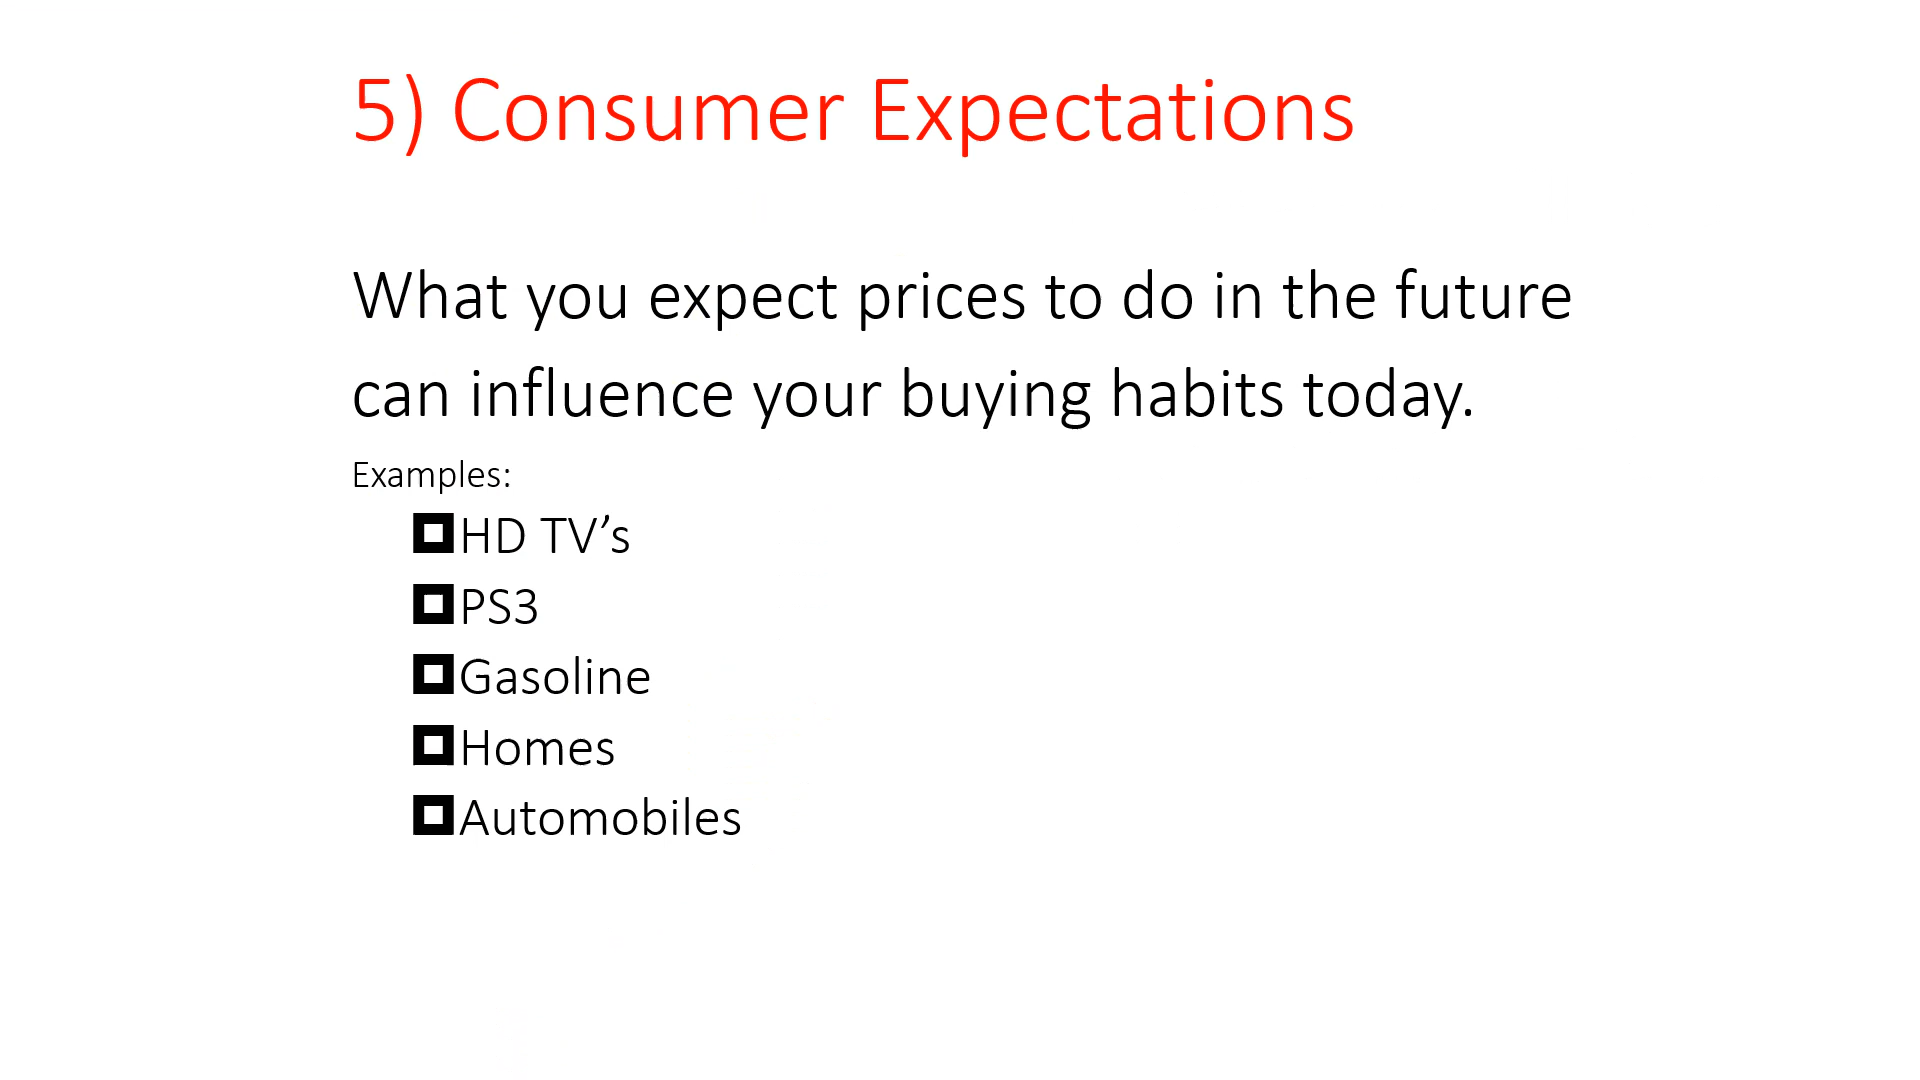 5) Consumer Expectations
What you expect prices to do in the future
can influence your buying habits today.
Examples:
HD TV’s
PS3
Gasoline
Homes
Automobiles